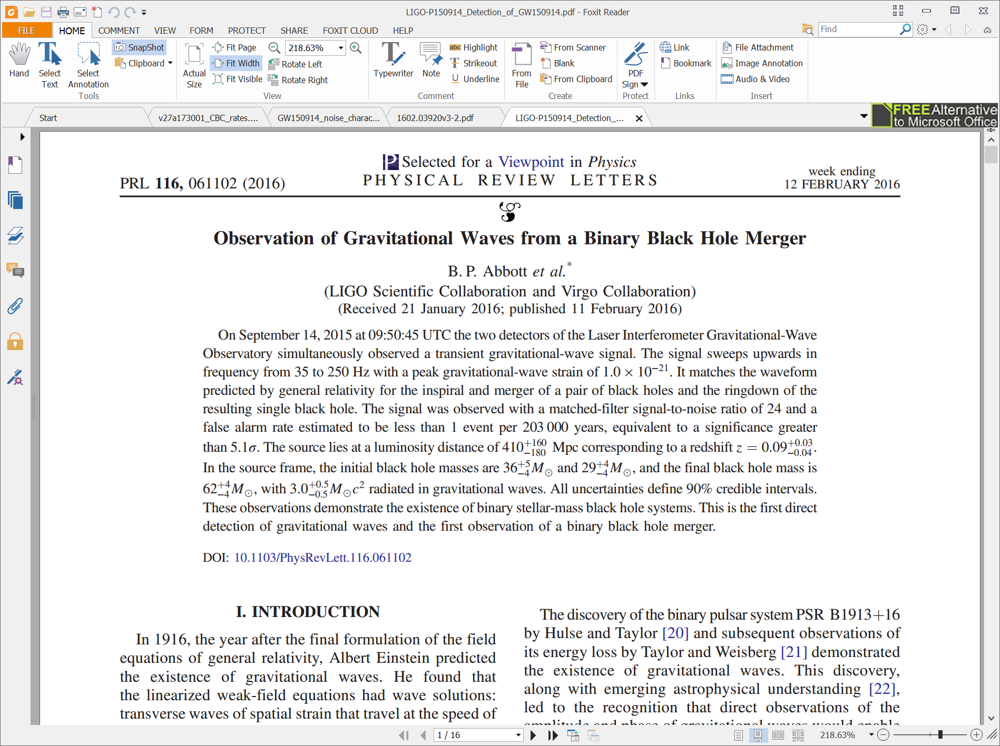 LIGO-P150914_Detection_of_GW150914.pdf - Foxit Reader
FILE HOME COMMENT VIEW FORM PROTECT SHARE FOXIT CLOUD HELP
Find
Hand
Select Text
Select Annotation
SnapShot
Clipboard
Tools
Actual Size
Fit Page
Fit Width
Fit Visible
218.63%
Rotate Left
Rotate Right
View
Typewriter
Note
abc Highlight
Strikeout
Underline
Comment
From File
From Scanner
Blank
From Clipboard
Create
PDF Sign
Protect
Link
Bookmark
Links
File Attachment
Image Annotation
Audio & Video
Insert
Start
v27a173001_CBC_rates....
GW150914_noise_charac...
1602.03920v3-2.pdf
LIGO-P150914_Detection_...
FREE Alternative
to Microsoft Office
P Selected for a Viewpoint in Physics
PRL 116, 061102 (2016)
PHYSICAL REVIEW LETTERS
week ending
12 FEBRUARY 2016
Observation of Gravitational Waves from a Binary Black Hole Merger
B. P. Abbott et al.*
(LIGO Scientific Collaboration and Virgo Collaboration)
(Received 21 January 2016; published 11 February 2016)
On September 14, 2015 at 09:50:45 UTC the two detectors of the Laser Interferometer Gravitational-Wave
Observatory simultaneously observed a transient gravitational-wave signal. The signal sweeps upwards in
frequency from 35 to 250 Hz with a peak gravitational-wave strain of 1.0 × 10⁻²¹. It matches the waveform
predicted by general relativity for the inspiral and merger of a pair of black holes and the ringdown of the
resulting single black hole. The signal was observed with a matched-filter signal-to-noise ratio of 24 and a
false alarm rate estimated to be less than 1 event per 203 000 years, equivalent to a significance greater
than 5.1σ. The source lies at a luminosity distance of 410+160−180 Mpc corresponding to a redshift z = 0.09+0.03−0.04.
In the source frame, the initial black hole masses are 36+5−4M⊙ and 29+4−4M⊙, and the final black hole mass is
62+4−4M⊙, with 3.0+0.5−0.5M⊙c² radiated in gravitational waves. All uncertainties define 90% credible intervals.
These observations demonstrate the existence of binary stellar-mass black hole systems. This is the first direct
detection of gravitational waves and the first observation of a binary black hole merger.
DOI: 10.1103/PhysRevLett.116.061102
I. INTRODUCTION
In 1916, the year after the final formulation of the field
equations of general relativity, Albert Einstein predicted
the existence of gravitational waves. He found that
the linearized weak-field equations had wave solutions:
transverse waves of spatial strain that travel at the speed of
The discovery of the binary pulsar system PSR B1913+16
by Hulse and Taylor [20] and subsequent observations of
its energy loss by Taylor and Weisberg [21] demonstrated
the existence of gravitational waves. This discovery,
along with emerging astrophysical understanding [22],
led to the recognition that direct observations of the
amplitude and phase of gravitational waves would enable
1 / 16
218.63%